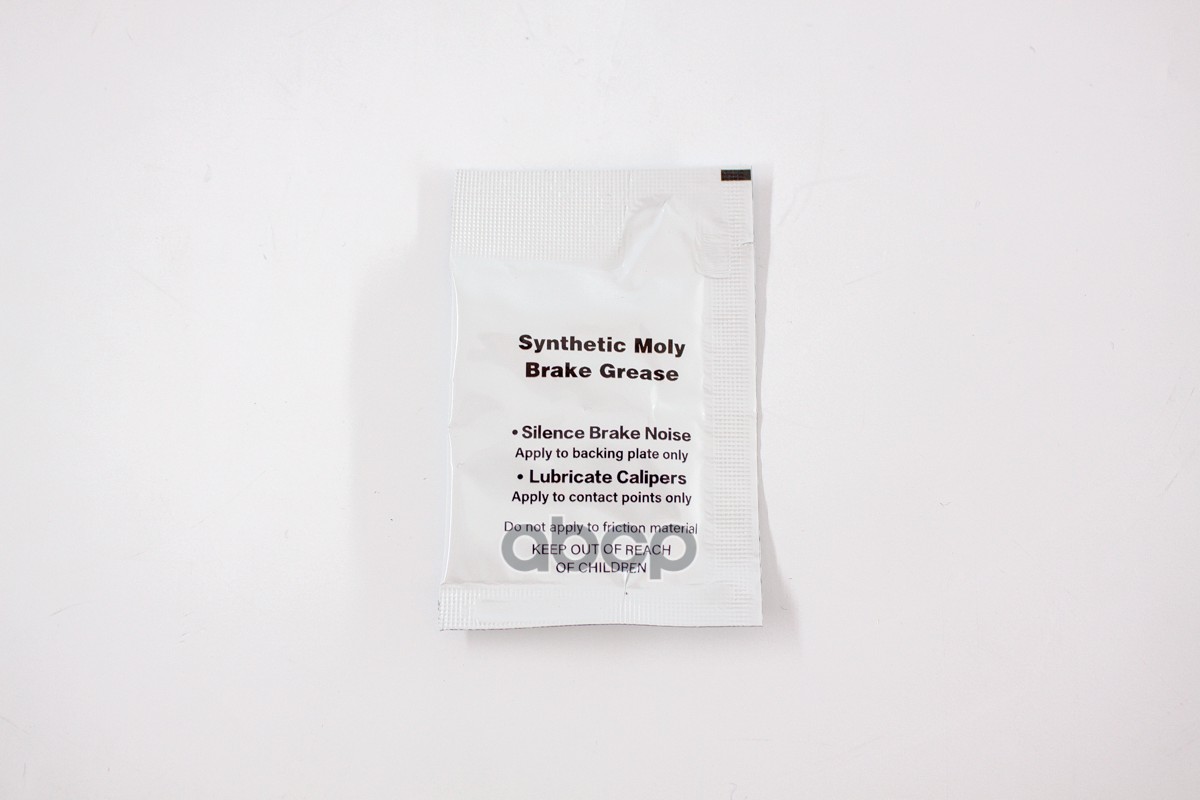 Synthetic Moly
Brake Grease
• Silence Brake Noise
Apply to backing plate only
• Lubricate Calipers
Apply to contact points only
Do not apply to friction material
KEEP OUT OF REACH
OF CHILDREN
abcp